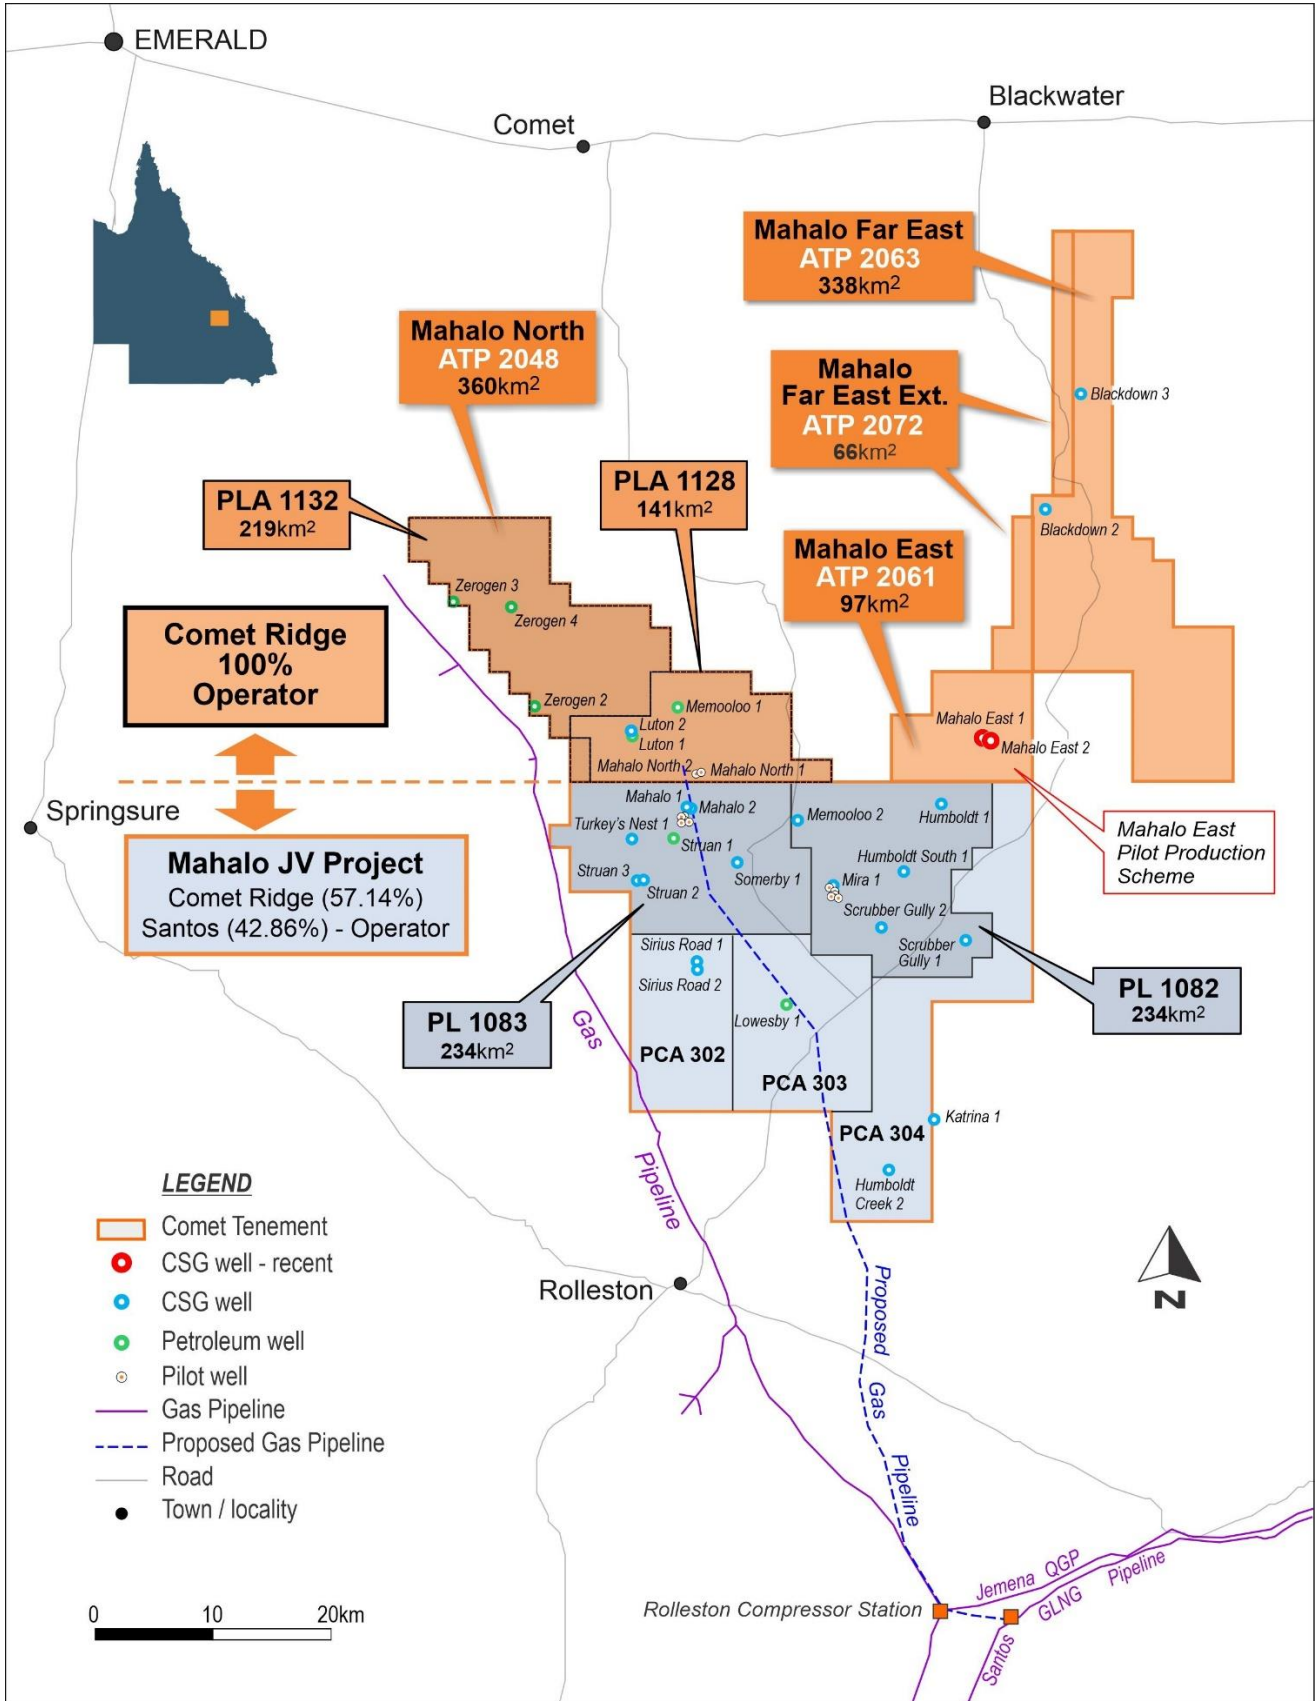 EMERALD
Comet
Blackwater
Mahalo Far East
ATP 2063
338km²
Mahalo North
ATP 2048
360km²
Mahalo
Far East Ext.
ATP 2072
66km²
Blackdown 3
PLA 1132
219km²
PLA 1128
141km²
Blackdown 2
Mahalo East
ATP 2061
97km²
Zerogen 3
Zerogen 4
Comet Ridge
100%
Operator
Zerogen 2
Memooloo 1
Luton 2
Luton 1
Mahalo East 1
Mahalo East 2
Mahalo North 2
Mahalo North 1
Springsure
Mahalo JV Project
Comet Ridge (57.14%)
Santos (42.86%) - Operator
Mahalo 1
Mahalo 2
Turkey's Nest 1
Struan 1
Memooloo 2
Humboldt 1
Mahalo East
Pilot Production
Scheme
Struan 3
Struan 2
Somerby 1
Humboldt South 1
Mira 1
Scrubber Gully 2
Scrubber
Gully 1
Sirius Road 1
Sirius Road 2
PL 1083
234km²
PL 1082
234km²
Lowesby 1
PCA 302
PCA 303
PCA 304
Katrina 1
Humboldt
Creek 2
Gas
Pipeline
LEGEND
Comet Tenement
CSG well - recent
CSG well
Petroleum well
Pilot well
Gas Pipeline
Proposed Gas Pipeline
Road
Town / locality
Rolleston
N
Proposed
Gas
Pipeline
0 10 20km
Rolleston Compressor Station
Jemena QGP
Santos GLNG Pipeline